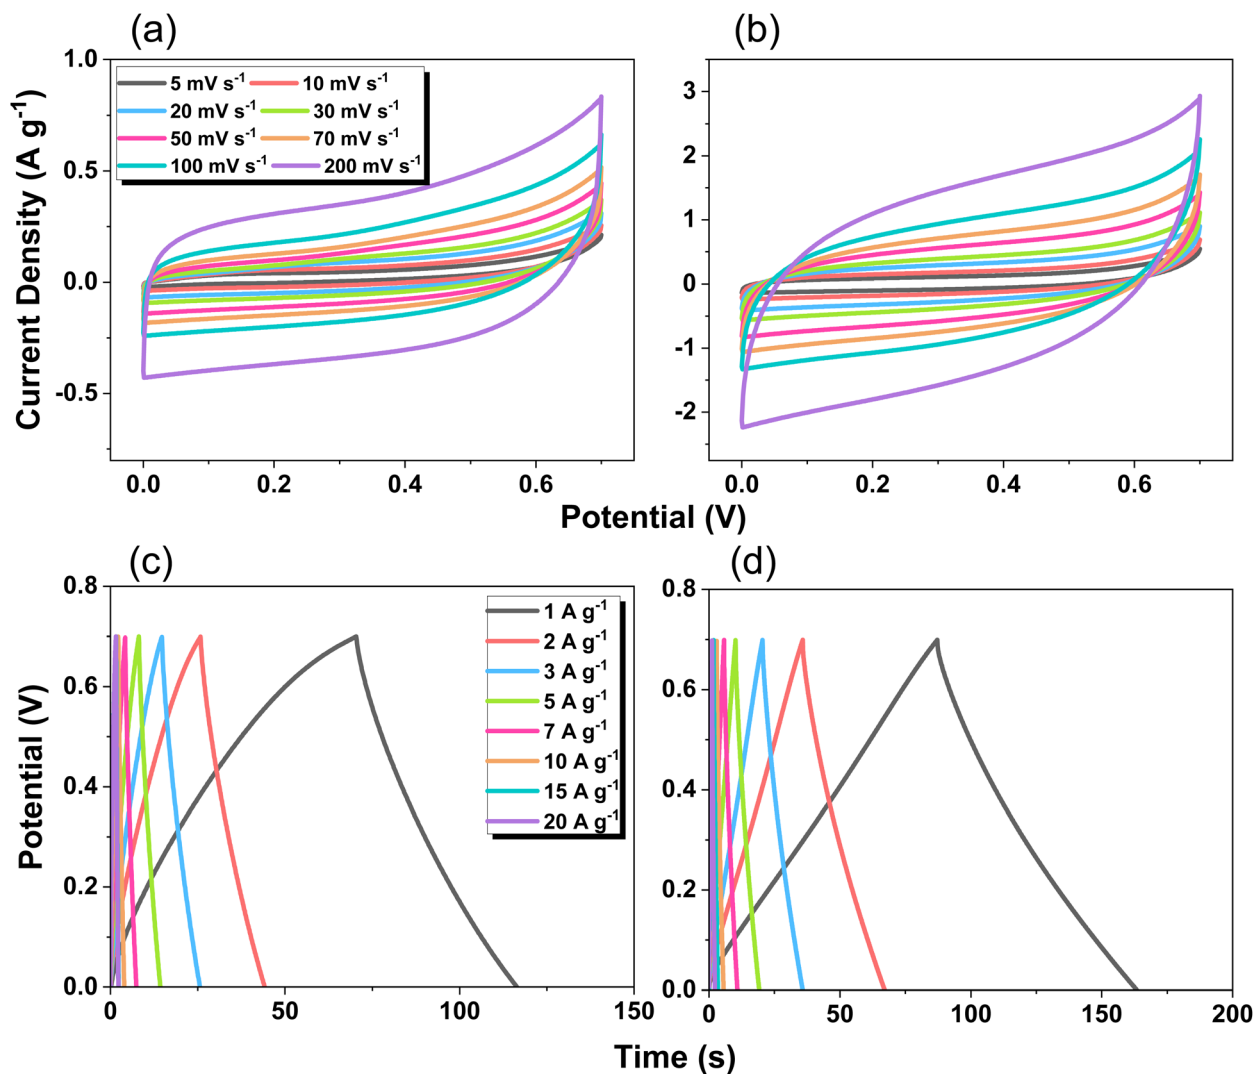 (a)
(b)
1.0
0.5
0.0
-0.5
Current Density (A g⁻¹)
5 mV s⁻¹ 10 mV s⁻¹
20 mV s⁻¹ 30 mV s⁻¹
50 mV s⁻¹ 70 mV s⁻¹
100 mV s⁻¹ 200 mV s⁻¹
0.0 0.2 0.4 0.6
3
2
1
0
-1
-2
0.0 0.2 0.4 0.6
Potential (V)
(c)
(d)
0.8
0.6
0.4
0.2
0.0
Potential (V)
1 A g⁻¹
2 A g⁻¹
3 A g⁻¹
5 A g⁻¹
7 A g⁻¹
10 A g⁻¹
15 A g⁻¹
20 A g⁻¹
0 50 100 150
0.8
0.6
0.4
0.2
0.0
0 50 100 150 200
Time (s)